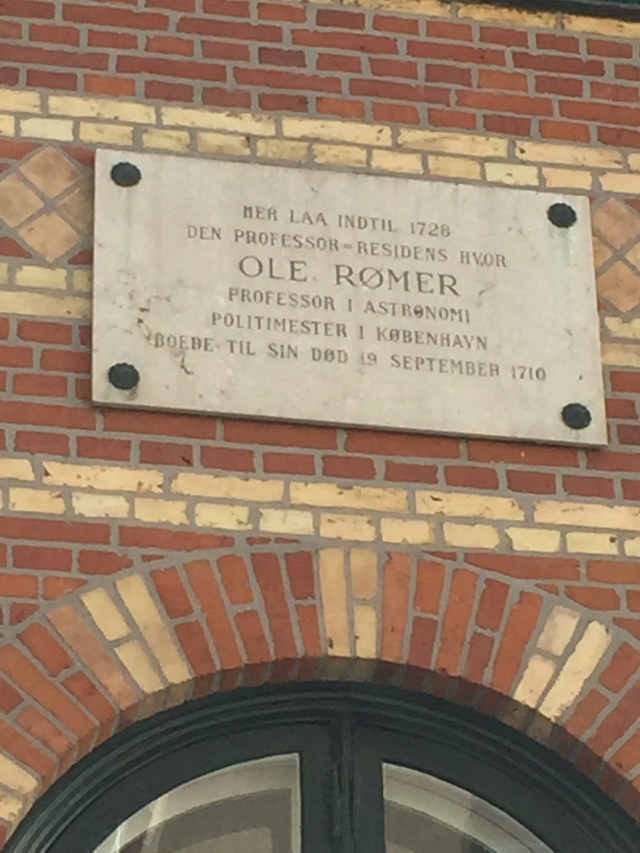 HER LAA INDTIL 1728
DEN PROFESSOR-RESIDENS HVOR
OLE RØMER
PROFESSOR I ASTRØNOMI
POLITIMESTER I KØBENHAVN
BOEDE TIL SIN DØD 19 SEPTEMBER 1710